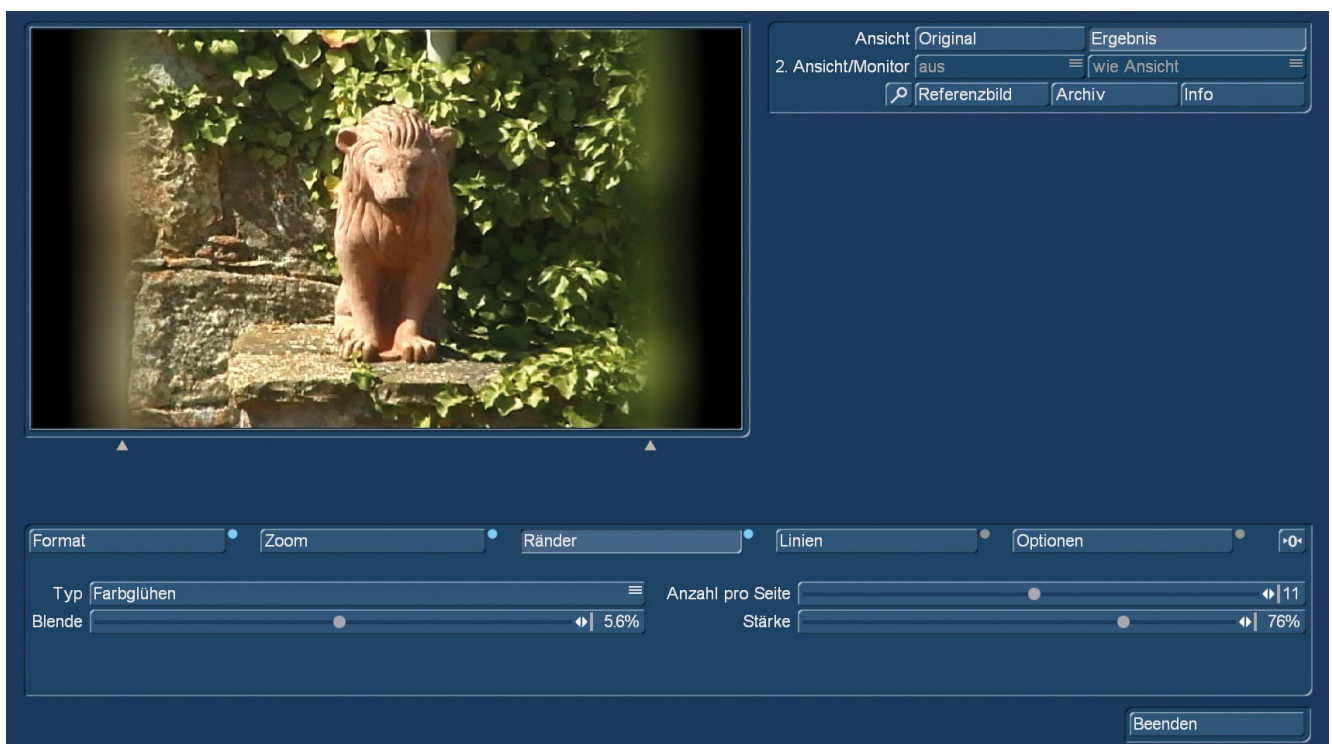 Ansicht Original Ergebnis
2. Ansicht/Monitor aus wie Ansicht
Referenzbild Archiv Info
Format Zoom Ränder Linien Optionen 0
Typ Farbglühen Anzahl pro Seite 11
Blende 5.6% Stärke 76%
Beenden